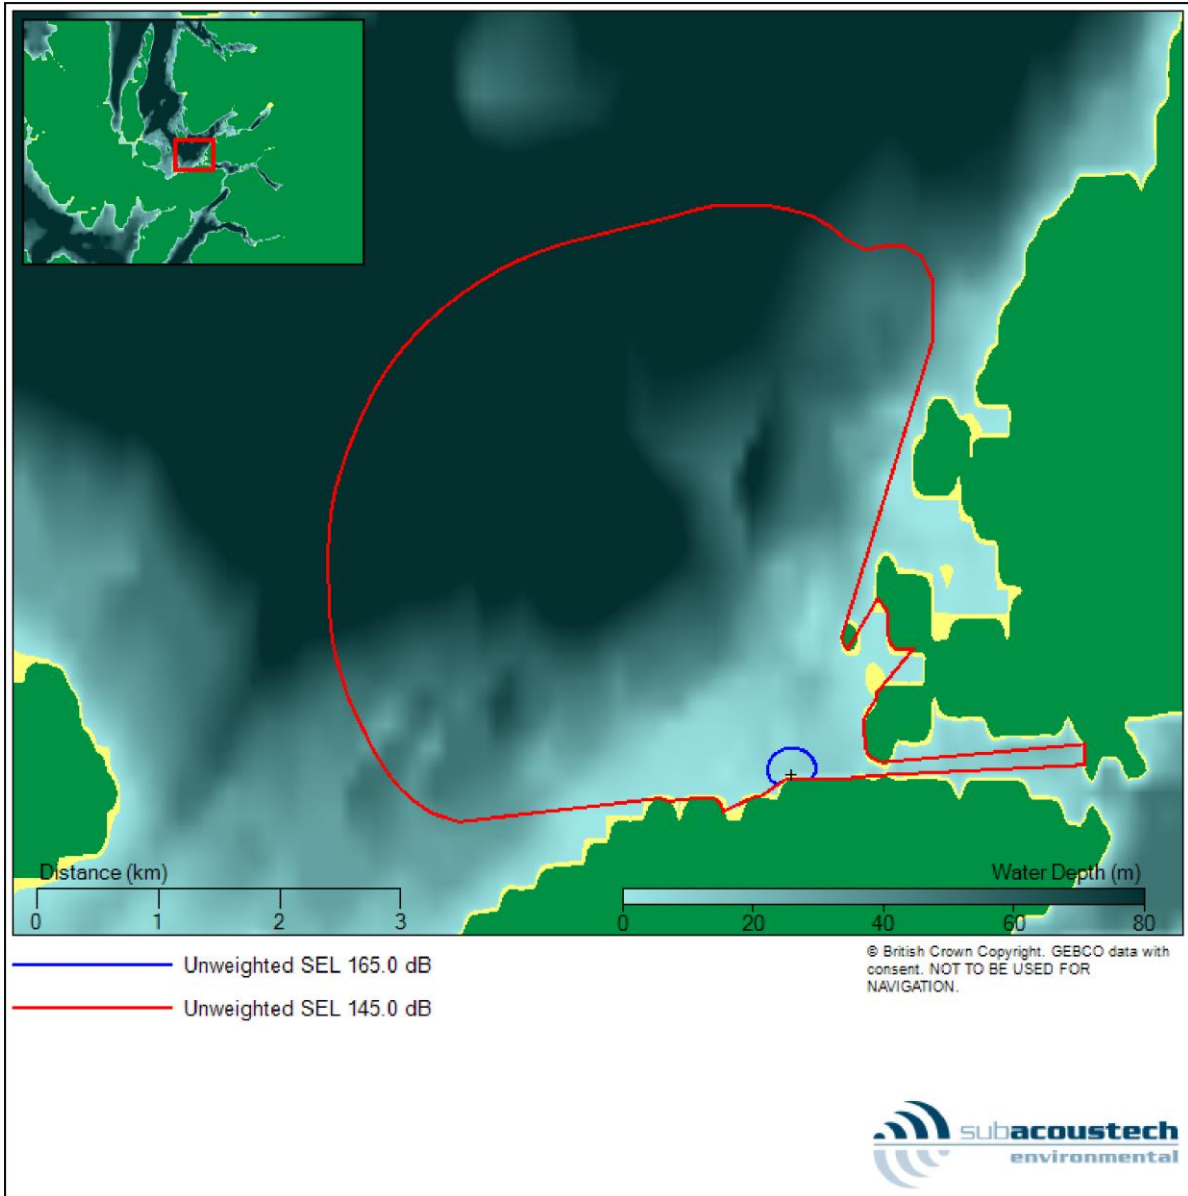 Distance (km)
0 1 2 3
Water Depth (m)
0 20 40 60 80
Unweighted SEL 165.0 dB
Unweighted SEL 145.0 dB
© British Crown Copyright. GEBCO data with
consent. NOT TO BE USED FOR
NAVIGATION.
subacoustech
environmental